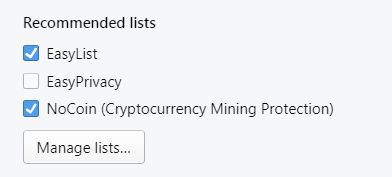 Recommended lists
EasyList
EasyPrivacy
NoCoin (Cryptocurrency Mining Protection)
Manage lists...